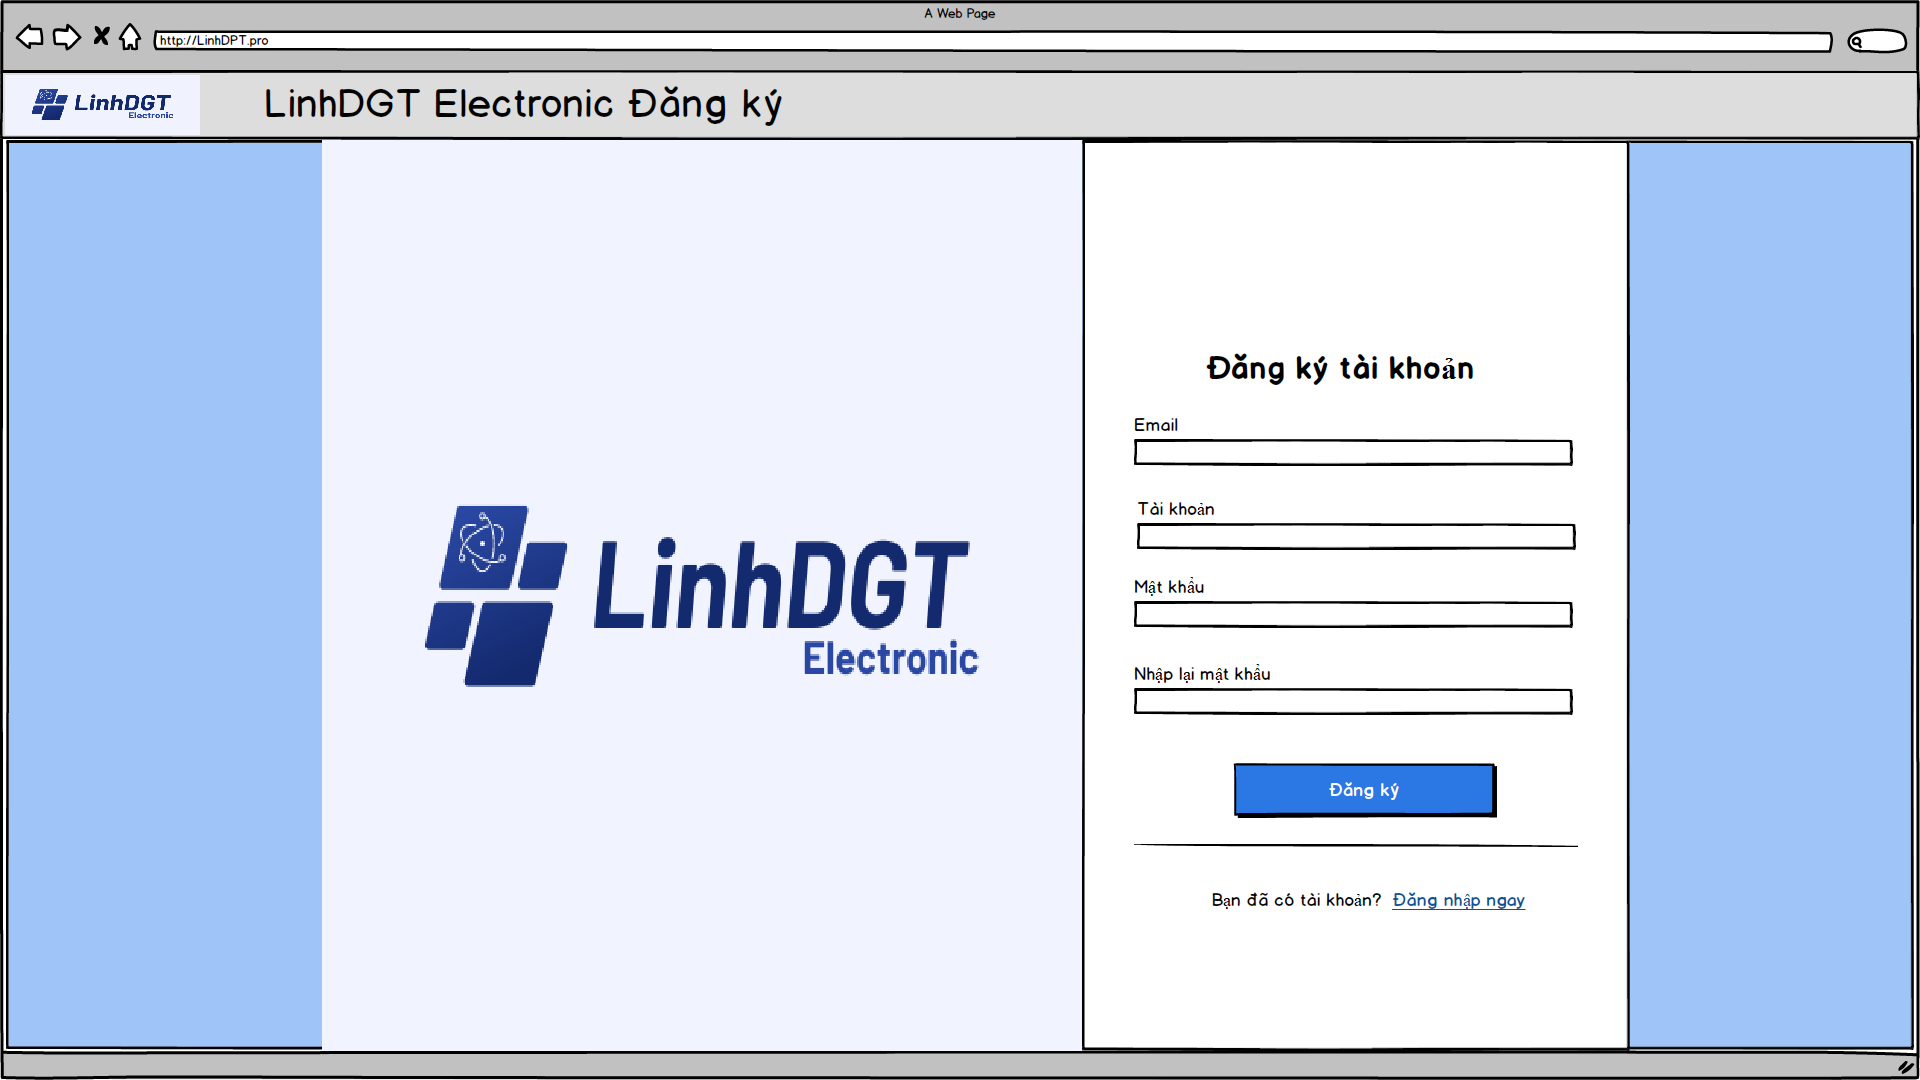 A Web Page
http://LinhDPT.pro
LinhDGT
Electronic
LinhDGT Electronic Đăng ký
LinhDGT
Electronic
Đăng ký tài khoản
Email
Tài khoản
Mật khẩu
Nhập lại mật khẩu
Đăng ký
Bạn đã có tài khoản? Đăng nhập ngay